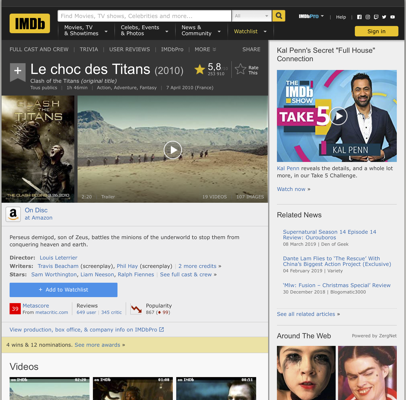 IMDb
Find Movies, TV shows, Celebrities and more...
All
IMDbPro
Help
Movies, TV & Showtimes
Celebs, Events & Photos
News & Community
Watchlist
Sign in
FULL CAST AND CREW | TRIVIA | USER REVIEWS | IMDbPro | MORE
SHARE
Le choc des Titans (2010)
Clash of the Titans (original title)
Tous publics | 1h 46min | Action, Adventure, Fantasy | 7 April 2010 (France)
5,8
Rate This
CLASH OF THE TITANS
2:20 Trailer
18 VIDEOS
107 IMAGES
a
On Disc
at Amazon
Perseus demigod, son of Zeus, battles the minions of the underworld to stop them from
conquering heaven and earth.
Director: Louis Leterrier
Writers: Travis Beacham (screenplay), Phil Hay (screenplay) | 2 more credits »
Stars: Sam Worthington, Liam Neeson, Ralph Fiennes | See full cast & crew »
+ Add to Watchlist
39
Metascore
From metacritic.com
Reviews
649 user | 345 critic
Popularity
967
View production, box office, & company info on IMDbPro
4 wins & 12 nominations. See more awards »
Videos
Kal Penn's Secret "Full House"
Connection
THE IMDb SHOW
TAKE 5
KAL PENN
Kal Penn reveals the details, and a whole lot
more, in our Take 5 Challenge.
Watch now »
Related News
Supernatural Season 14 Episode 14
Review: Ouroboros
08 March 2019 | Den of Geek
Dante Lam Flies to 'The Rescue' With
China's Biggest Action Project (Exclusive)
04 February 2019 | Variety
'Miw: Fuxion – Christmas Special' Review
30 December 2018 | Blogomatic3000
See all related articles »
Around The Web
Powered by ZergNet